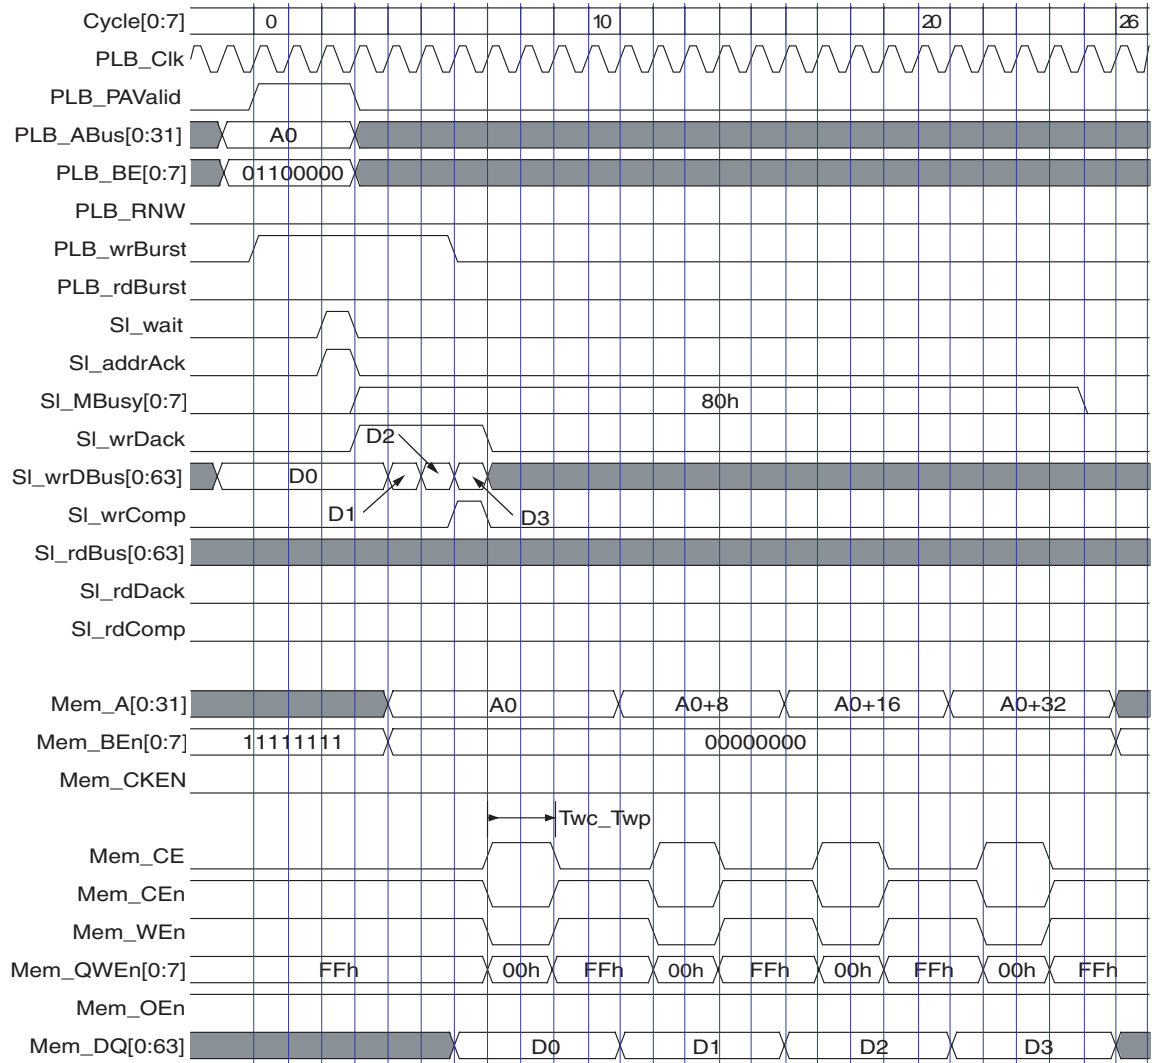 Cycle[0:7] 0 10 20 26
PLB_Clk
PLB_PAValid
PLB_ABus[0:31] A0
PLB_BE[0:7] 01100000
PLB_RNW
PLB_wrBurst
PLB_rdBurst
Sl_wait
Sl_addrAck
Sl_MBusy[0:7] 80h
Sl_wrDack D2
Sl_wrDBus[0:63] D0
Sl_wrComp D1 D3
Sl_rdBus[0:63]
Sl_rdDack
Sl_rdComp
Mem_A[0:31] A0 A0+8 A0+16 A0+32
Mem_BEn[0:7] 11111111 00000000
Mem_CKEN
Twc_Twp
Mem_CE
Mem_CEn
Mem_WEn
Mem_QWEn[0:7] FFh 00h FFh 00h FFh 00h FFh 00h FFh
Mem_OEn
Mem_DQ[0:63] D0 D1 D2 D3